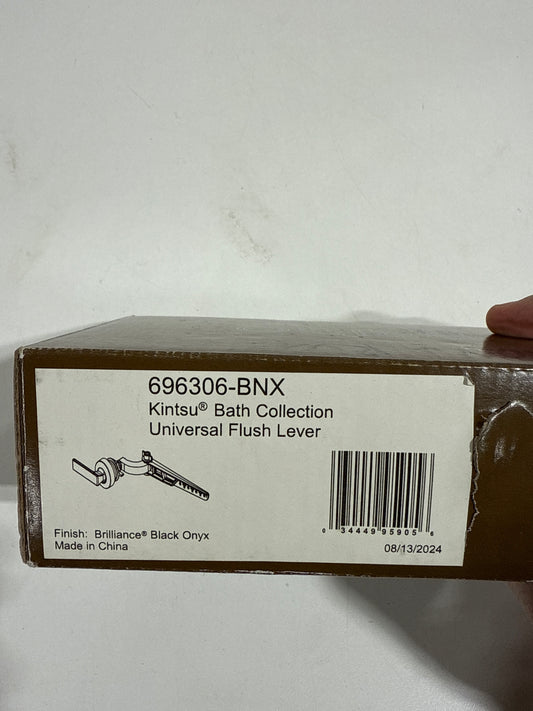 696306-BNX
Kintsu® Bath Collection
Universal Flush Lever
Finish: Brilliance® Black Onyx
Made in China
0 34449 95905 6
08/13/2024